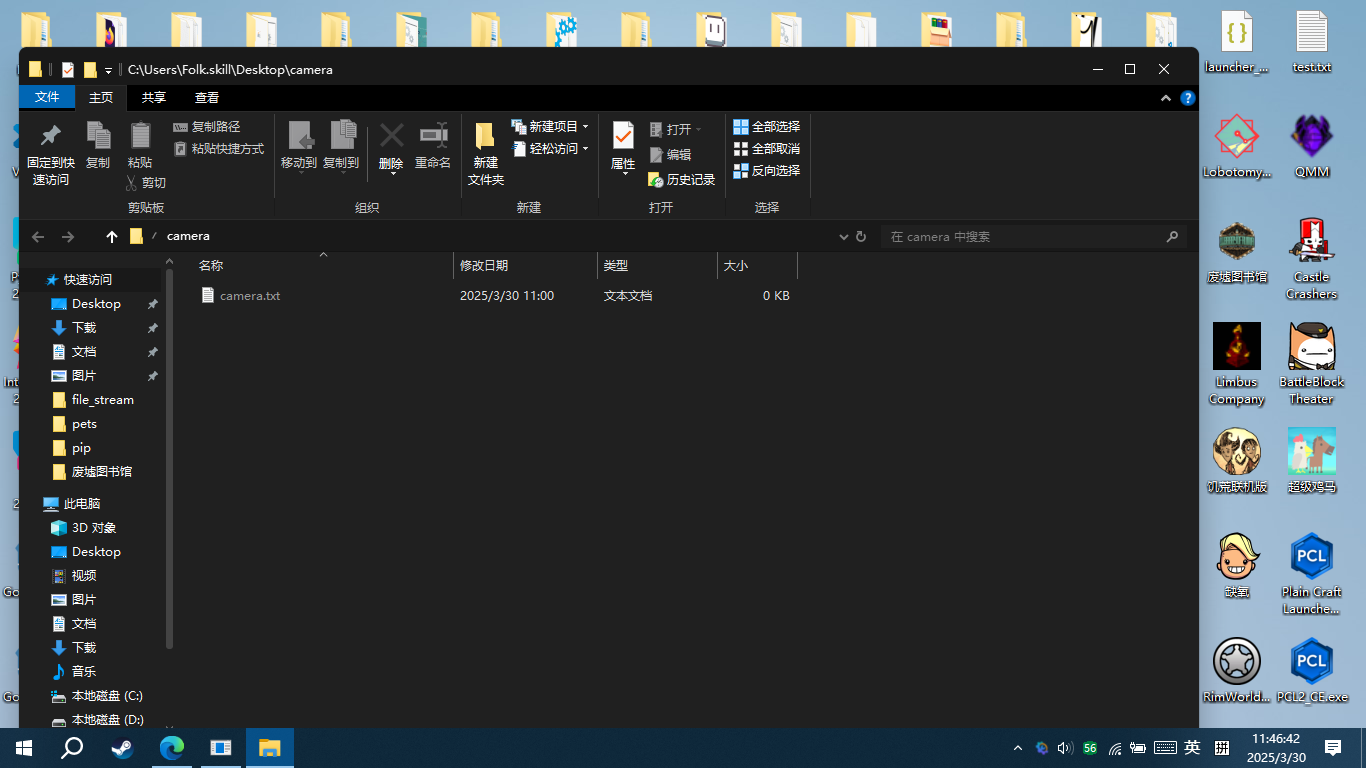 C:\Users\Folk.skill\Desktop\camera
文件
主页
共享
查看
固定到快
速访问
复制
粘贴
复制路径
粘贴快捷方式
剪切
剪贴板
移动到
复制到
删除
重命名
组织
新建
文件夹
新建项目
轻松访问
新建
属性
打开
编辑
历史记录
打开
全部选择
全部取消
反向选择
选择
camera
在 camera 中搜索
名称
修改日期
类型
大小
camera.txt
2025/3/30 11:00
文本文档
0 KB
快速访问
Desktop
下载
文档
图片
file_stream
pets
pip
废墟图书馆
此电脑
3D 对象
Desktop
视频
图片
文档
下载
音乐
本地磁盘 (C:)
本地磁盘 (D:)
launcher_...
test.txt
Lobotomy...
QMM
废墟图书馆
Castle
Crashers
Limbus
Company
BattleBlock
Theater
饥荒联机版
超级鸡马
缺氧
PCL
Plain Craft
Launche...
RimWorld...
PCL
PCL2_CE.exe
56
英
拼
11:46:42
2025/3/30